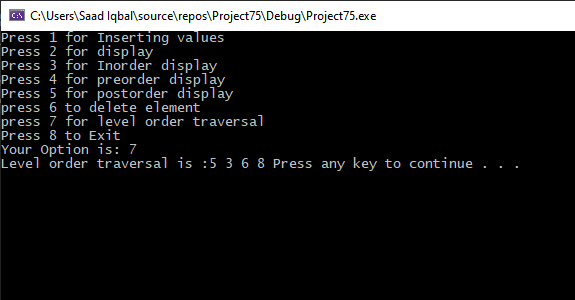 C:\Users\Saad Iqbal\source\repos\Project75\Debug\Project75.exe
Press 1 for Inserting values
Press 2 for display
Press 3 for Inorder display
Press 4 for preorder display
Press 5 for postorder display
press 6 to delete element
press 7 for level order traversal
Press 8 to Exit
Your Option is: 7
Level order traversal is :5 3 6 8 Press any key to continue . . .